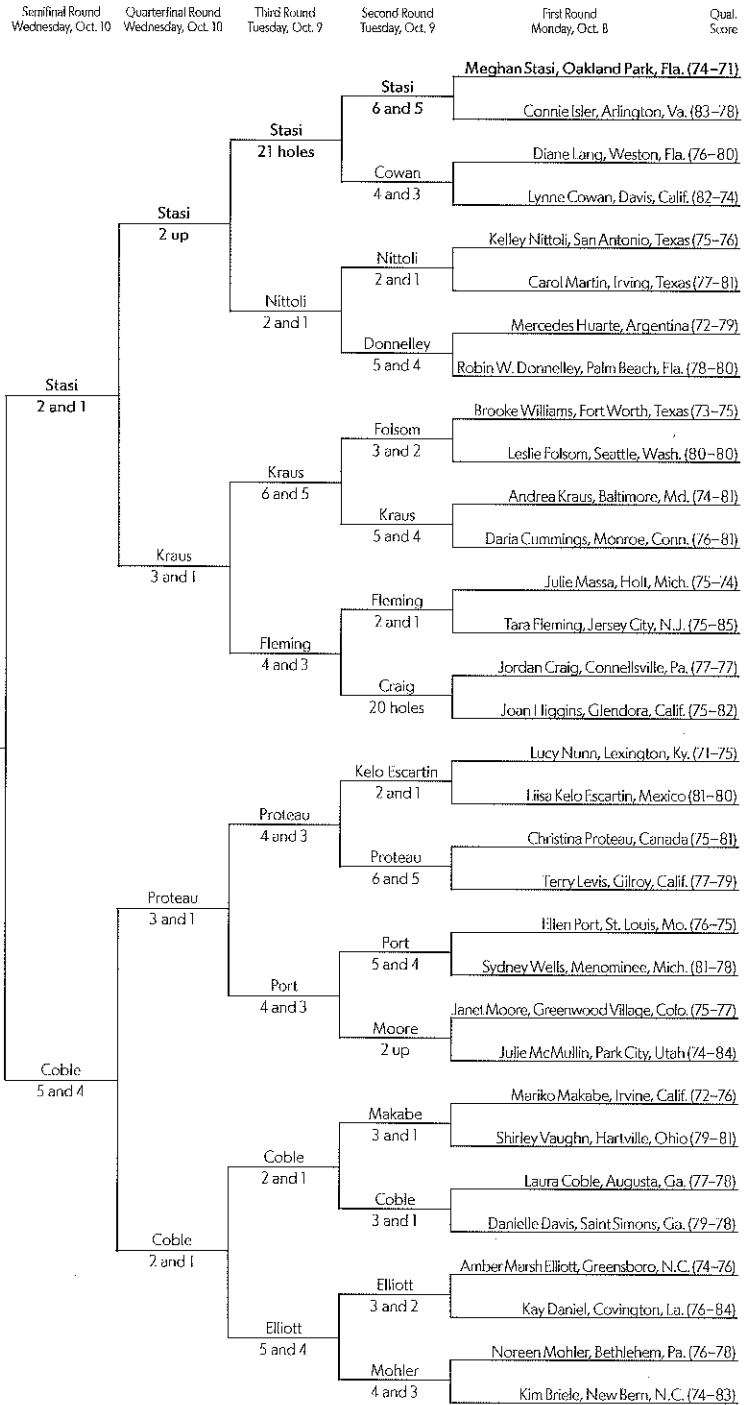 Semifinal Round
Wednesday, Oct. 10
Quarterfinal Round
Wednesday, Oct. 10
Third Round
Tuesday, Oct. 9
Second Round
Tuesday, Oct. 9
First Round
Monday, Oct. 8
Qual.
Score
Meghan Stasi, Oakland Park, Fla. (74–71)
Stasi
6 and 5
Connie Isler, Arlington, Va. (83–78)
Stasi
21 holes
Diane Lang, Weston, Fla. (76–80)
Cowan
4 and 3
Lynne Cowan, Davis, Calif. (82–74)
Stasi
2 up
Kelley Nittoli, San Antonio, Texas (75–76)
Nittoli
2 and 1
Carol Martin, Irving, Texas (77–81)
Nittoli
2 and 1
Mercedes Huarte, Argentina (72–79)
Donnelley
5 and 4
Robin W. Donnelley, Palm Beach, Fla. (78–80)
Stasi
2 and 1
Brooke Williams, Fort Worth, Texas (73–75)
Folsom
3 and 2
Leslie Folsom, Seattle, Wash. (80–80)
Kraus
6 and 5
Andrea Kraus, Baltimore, Md. (74–81)
Kraus
5 and 4
Daria Cummings, Monroe, Conn. (76–81)
Kraus
3 and 1
Julie Massa, Holt, Mich. (75–74)
Fleming
2 and 1
Tara Fleming, Jersey City, N.J. (75–85)
Fleming
4 and 3
Jordan Craig, Connellsville, Pa. (77–77)
Craig
20 holes
Joan Higgins, Glendora, Calif. (75–82)
Lucy Nunn, Lexington, Ky. (71–75)
Kelo Escartin
2 and 1
Liisa Kelo Escartin, Mexico (81–80)
Proteau
4 and 3
Christina Proteau, Canada (75–81)
Proteau
6 and 5
Terry Levis, Gilroy, Calif. (77–79)
Proteau
3 and 1
Ellen Port, St. Louis, Mo. (76–75)
Port
5 and 4
Sydney Wells, Menominee, Mich. (81–78)
Port
4 and 3
Janet Moore, Greenwood Village, Colo. (75–77)
Moore
2 up
Julie McMullin, Park City, Utah (74–84)
Coble
5 and 4
Mariko Makabe, Irvine, Calif. (72–76)
Makabe
3 and 1
Shirley Vaughn, Hartville, Ohio (79–81)
Coble
2 and 1
Laura Coble, Augusta, Ga. (77–78)
Coble
3 and 1
Danielle Davis, Saint Simons, Ga. (79–78)
Coble
2 and 1
Amber Marsh Elliott, Greensboro, N.C. (74–76)
Elliott
3 and 2
Kay Daniel, Covington, La. (76–84)
Elliott
5 and 4
Noreen Mohler, Bethlehem, Pa. (76–78)
Mohler
4 and 3
Kim Briele, New Bern, N.C. (74–83)